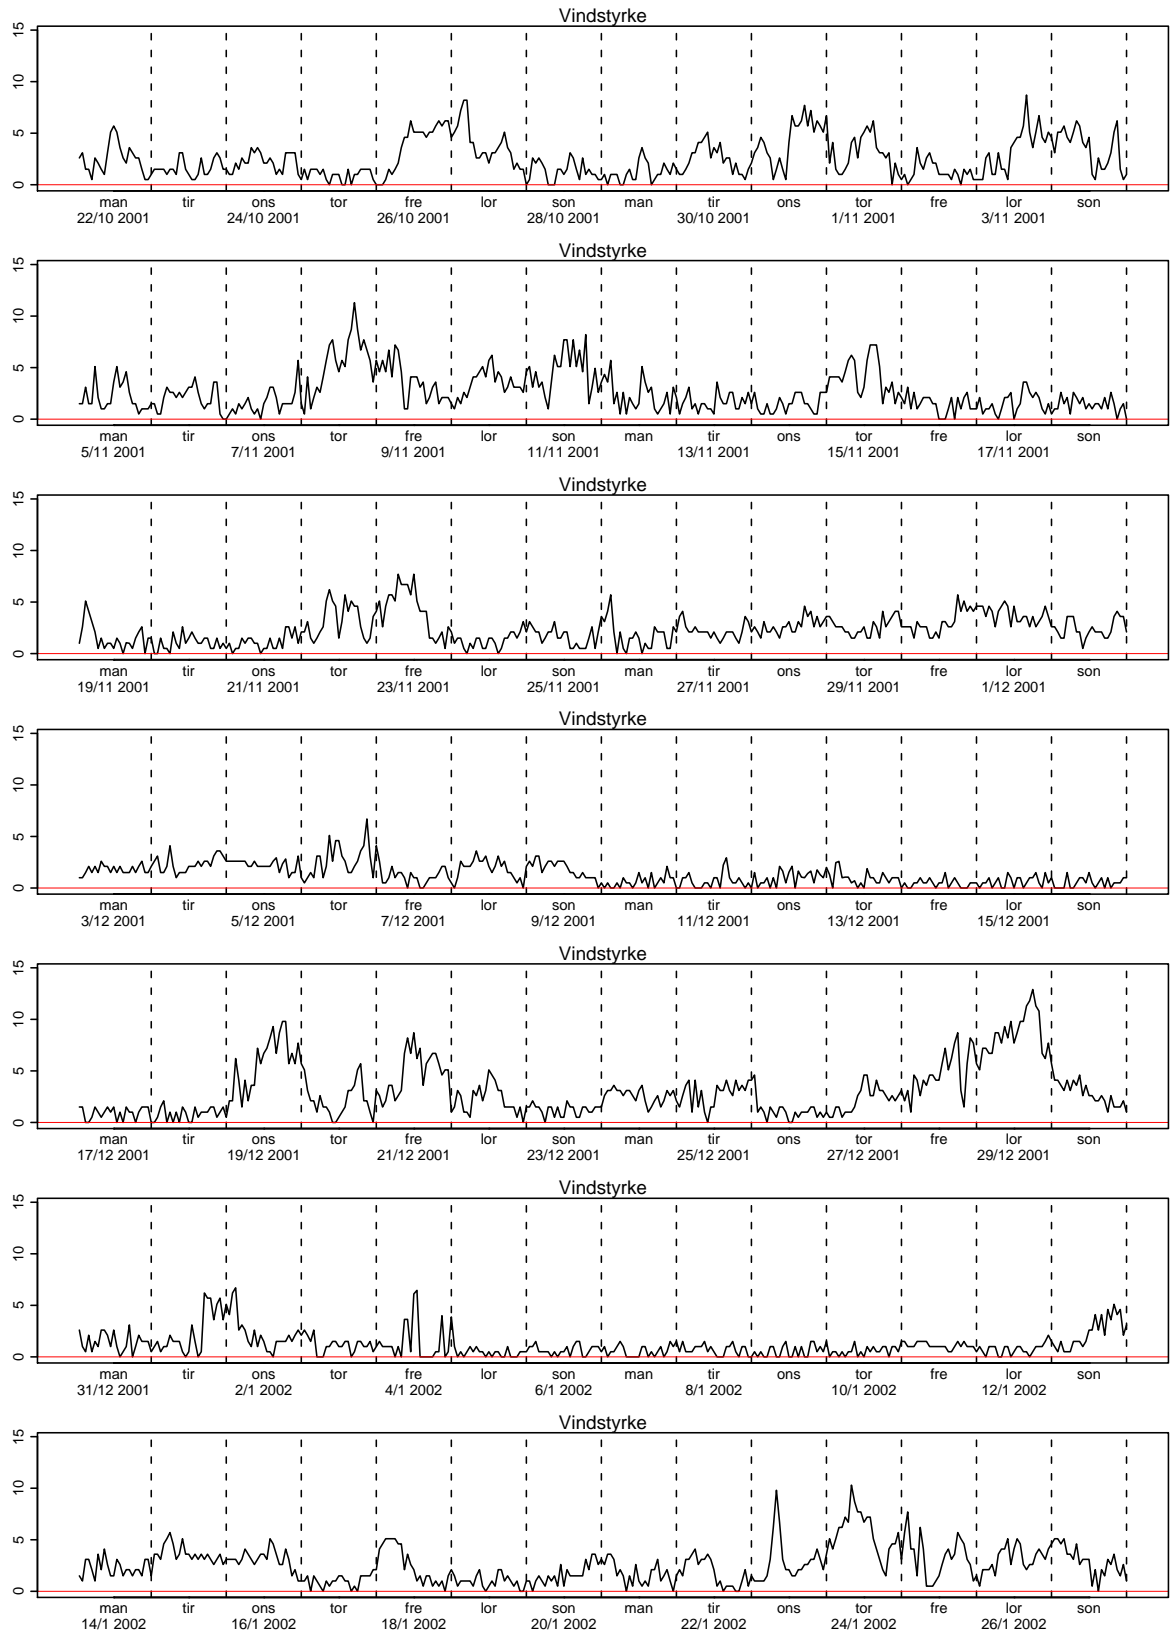 Vindstyrke
15
10
5
0
man tir ons tor fre lor son man tir ons tor fre lor son
22/10 2001 24/10 2001 26/10 2001 28/10 2001 30/10 2001 1/11 2001 3/11 2001
Vindstyrke
15
10
5
0
man tir ons tor fre lor son man tir ons tor fre lor son
5/11 2001 7/11 2001 9/11 2001 11/11 2001 13/11 2001 15/11 2001 17/11 2001
Vindstyrke
15
10
5
0
man tir ons tor fre lor son man tir ons tor fre lor son
19/11 2001 21/11 2001 23/11 2001 25/11 2001 27/11 2001 29/11 2001 1/12 2001
Vindstyrke
15
10
5
0
man tir ons tor fre lor son man tir ons tor fre lor son
3/12 2001 5/12 2001 7/12 2001 9/12 2001 11/12 2001 13/12 2001 15/12 2001
Vindstyrke
15
10
5
0
man tir ons tor fre lor son man tir ons tor fre lor son
17/12 2001 19/12 2001 21/12 2001 23/12 2001 25/12 2001 27/12 2001 29/12 2001
Vindstyrke
15
10
5
0
man tir ons tor fre lor son man tir ons tor fre lor son
31/12 2001 2/1 2002 4/1 2002 6/1 2002 8/1 2002 10/1 2002 12/1 2002
Vindstyrke
15
10
5
0
man tir ons tor fre lor son man tir ons tor fre lor son
14/1 2002 16/1 2002 18/1 2002 20/1 2002 22/1 2002 24/1 2002 26/1 2002